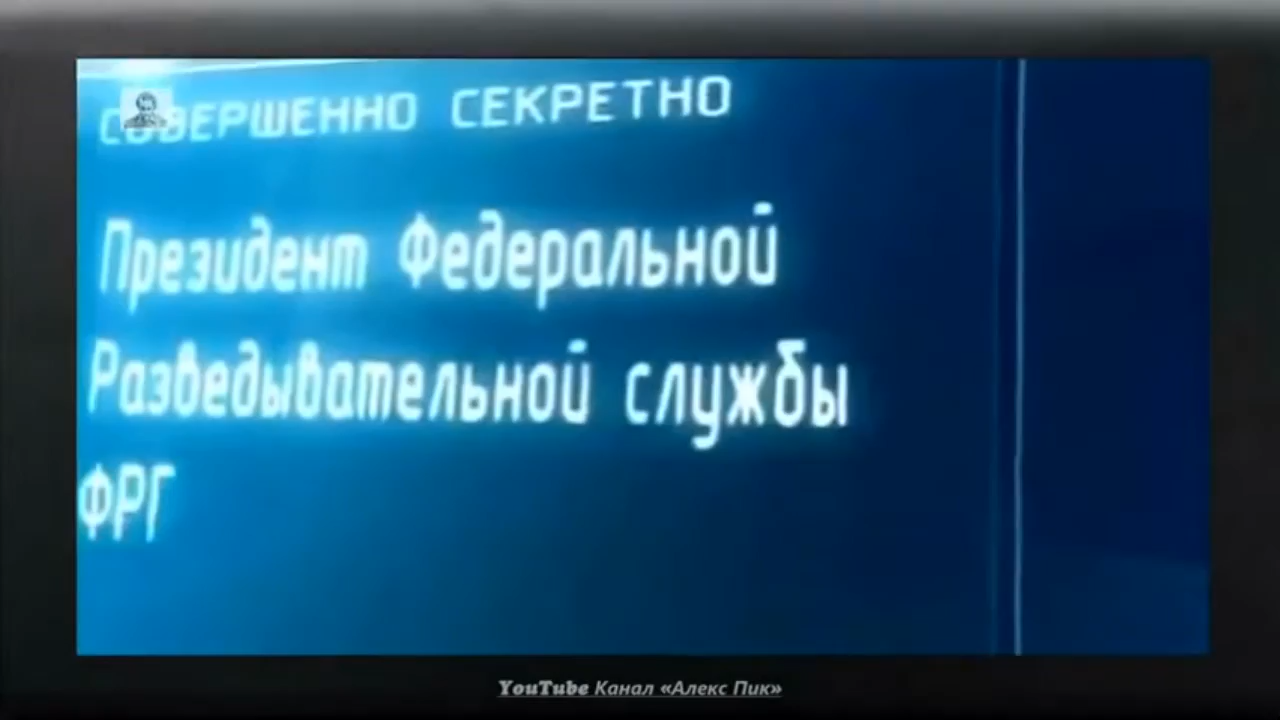 СОВЕРШЕННО СЕКРЕТНО
Президент Федеральной
Разведывательной службы
ФРГ
YouTube Канал «Алекс Пик»